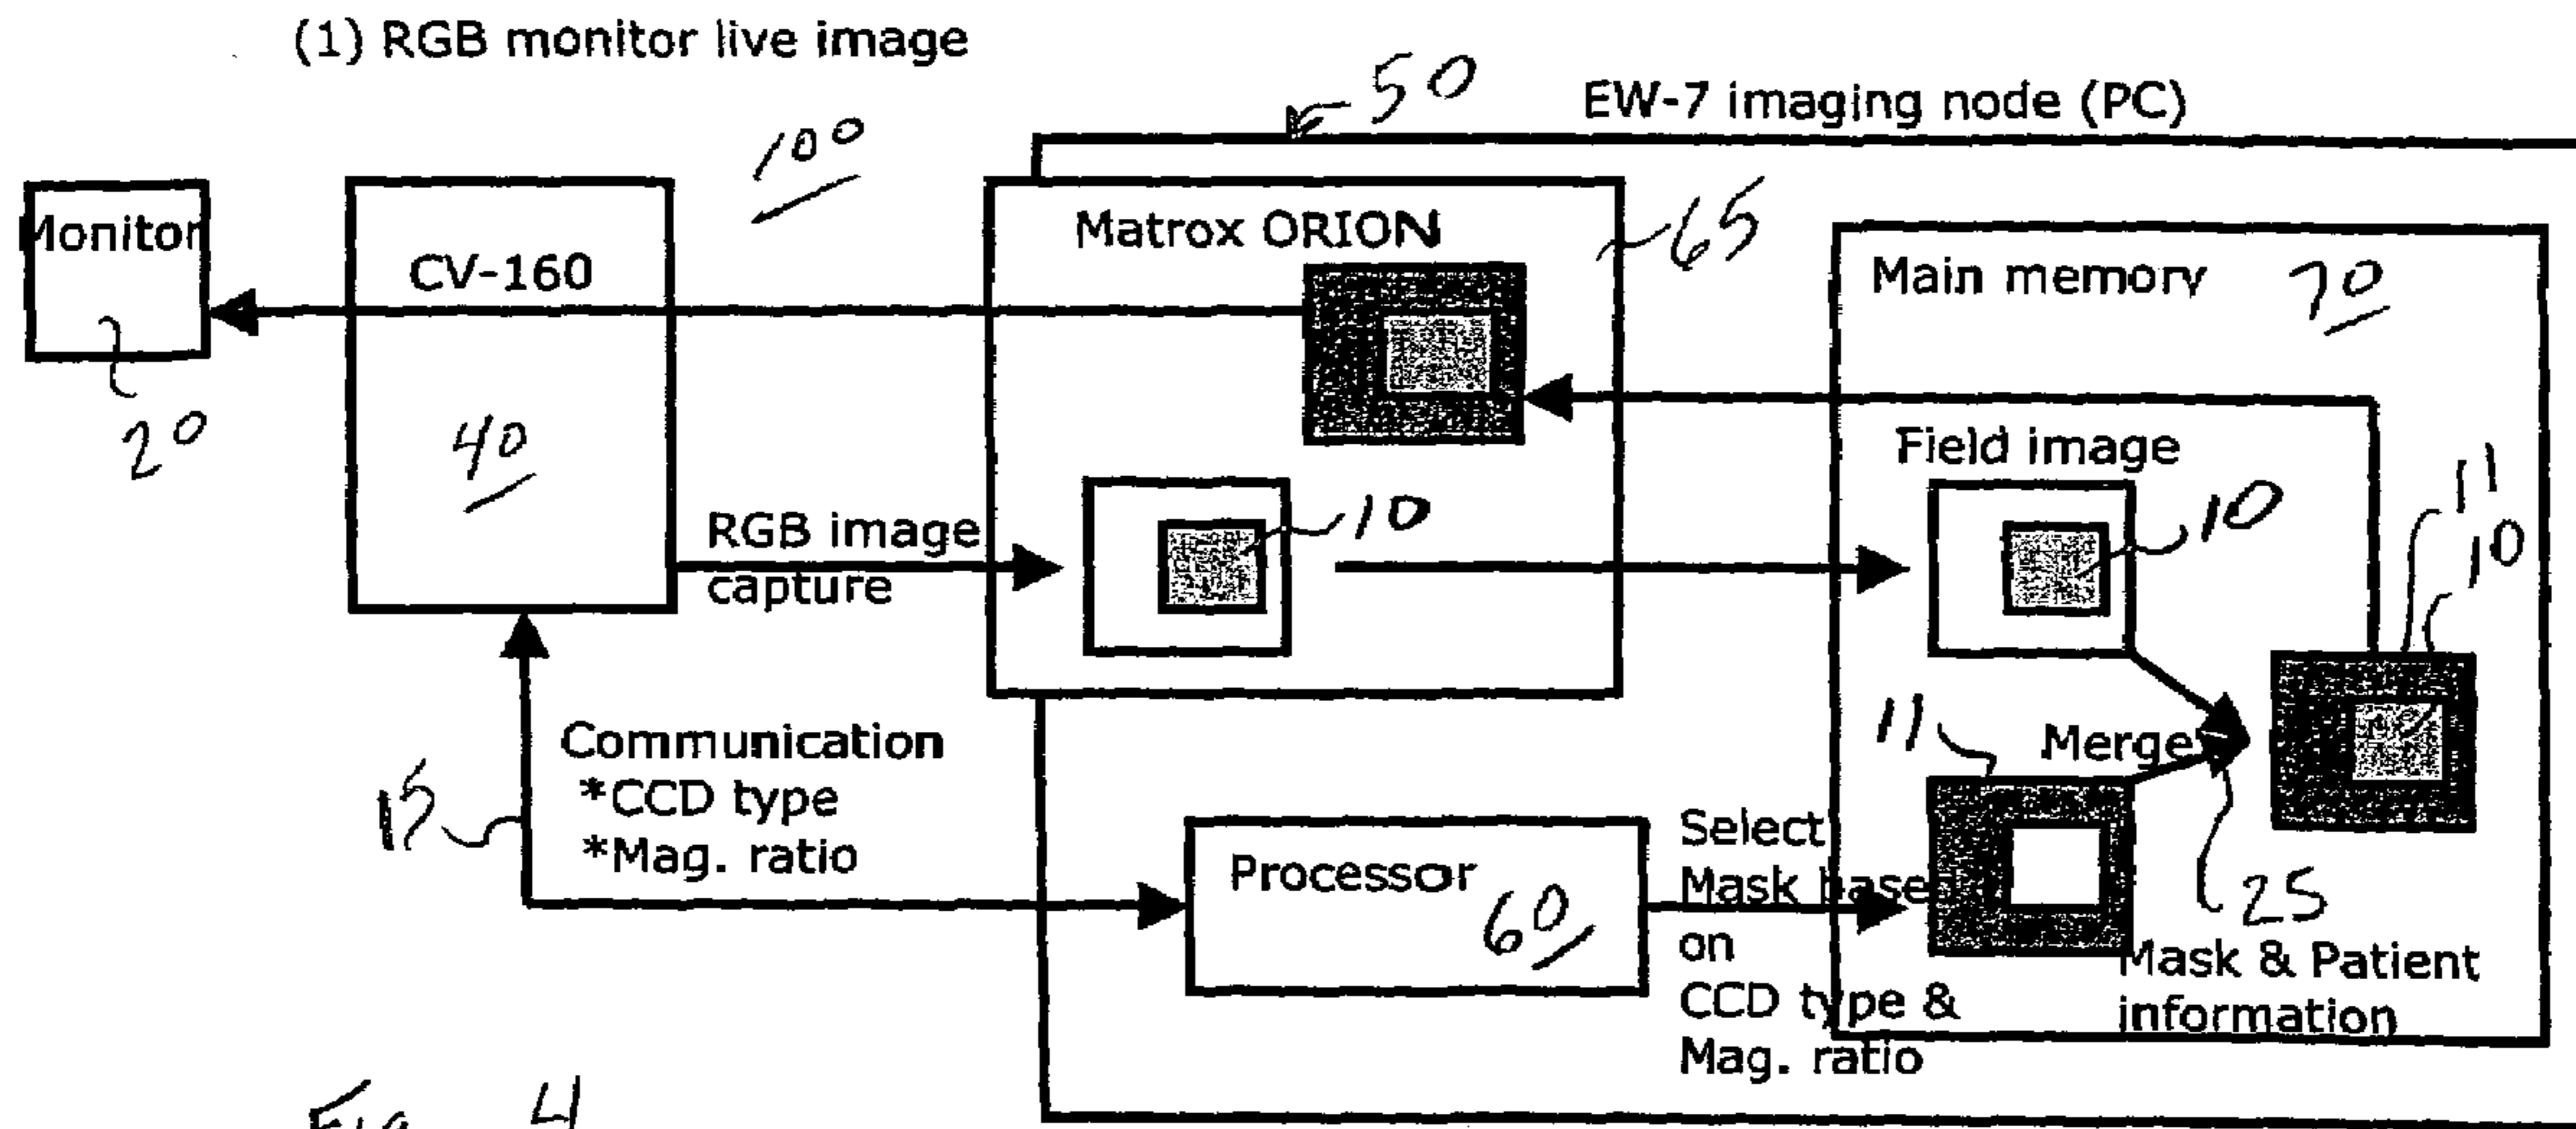 (1) RGB monitor live image
50
EW-7 imaging node (PC)
100
Monitor
CV-160
Matrox ORION
65
Main memory
70
20
40
Field image
RGB image
capture
10
10
11
10
Communication
*CCD type
*Mag. ratio
15
11
Merge
Processor
60
Select
Mask base
on
CCD type &
Mag. ratio
25
Mask & Patient
information
Fig. 4